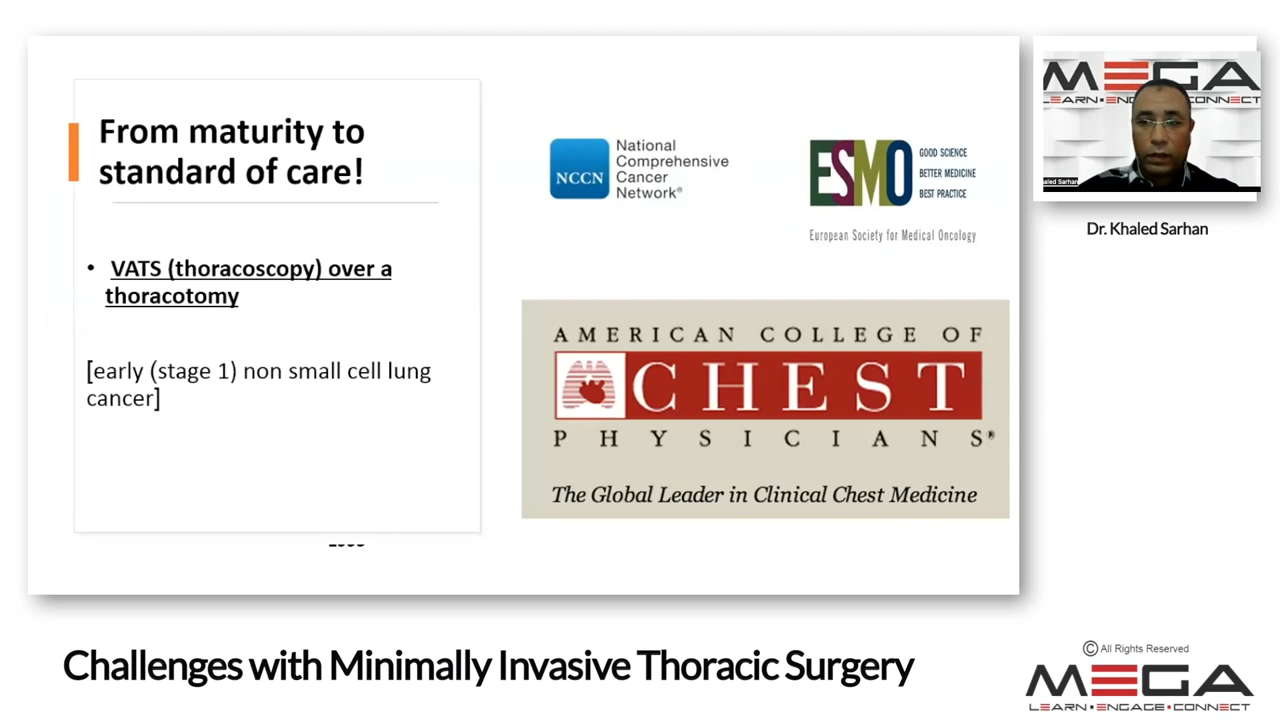 From maturity to
standard of care!
• VATS (thoracoscopy) over a
thoracotomy
[early (stage 1) non small cell lung
cancer]
NCCN
National
Comprehensive
Cancer
Network®
ESMO
GOOD SCIENCE
BETTER MEDICINE
BEST PRACTICE
European Society for Medical Oncology
AMERICAN COLLEGE OF
CHEST
PHYSICIANS®
The Global Leader in Clinical Chest Medicine
MEGA
LEARN ENGAGE CONNECT
Dr. Khaled Sarhan
Challenges with Minimally Invasive Thoracic Surgery
© All Rights Reserved
MEGA
LEARN • ENGAGE • CONNECT